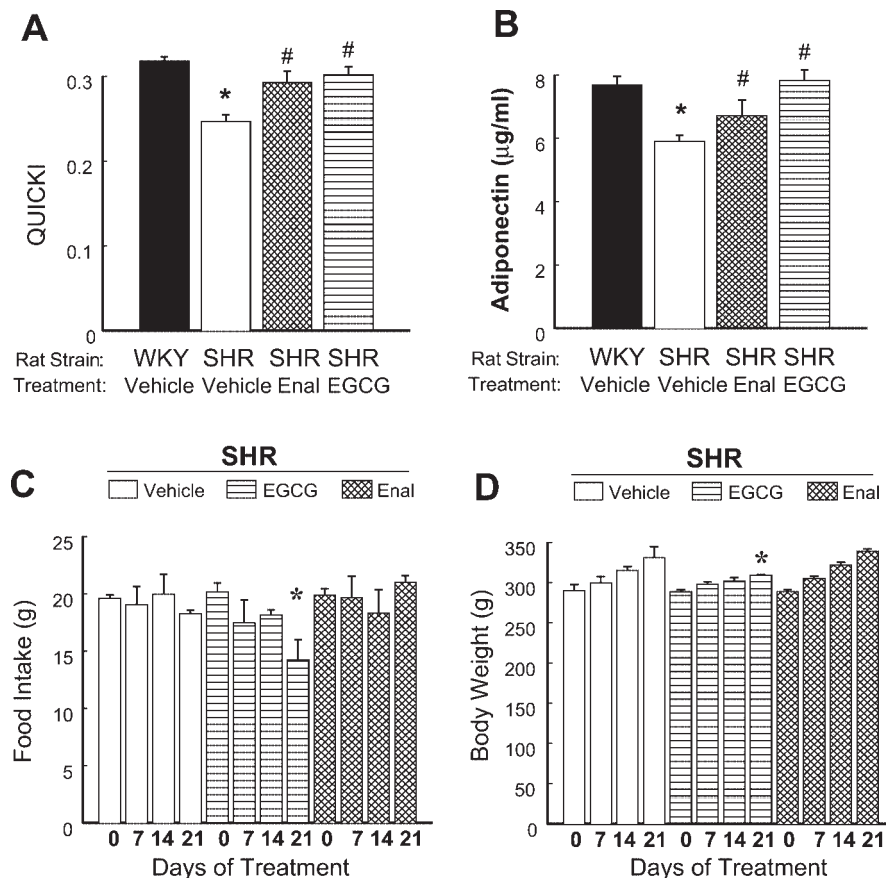 A
QUICKI
0.3
0.2
0.1
0
* # #
Rat Strain: WKY SHR SHR SHR
Treatment: Vehicle Vehicle Enal EGCG
B
Adiponectin (μg/ml)
8
6
4
2
0
* # #
Rat Strain: WKY SHR SHR SHR
Treatment: Vehicle Vehicle Enal EGCG
C
SHR
Vehicle EGCG Enal
Food Intake (g)
25
20
15
10
5
0
*
0 7 14 21 0 7 14 21 0 7 14 21
Days of Treatment
D
SHR
Vehicle EGCG Enal
Body Weight (g)
350
300
250
200
150
100
50
0
*
0 7 14 21 0 7 14 21 0 7 14 21
Days of Treatment